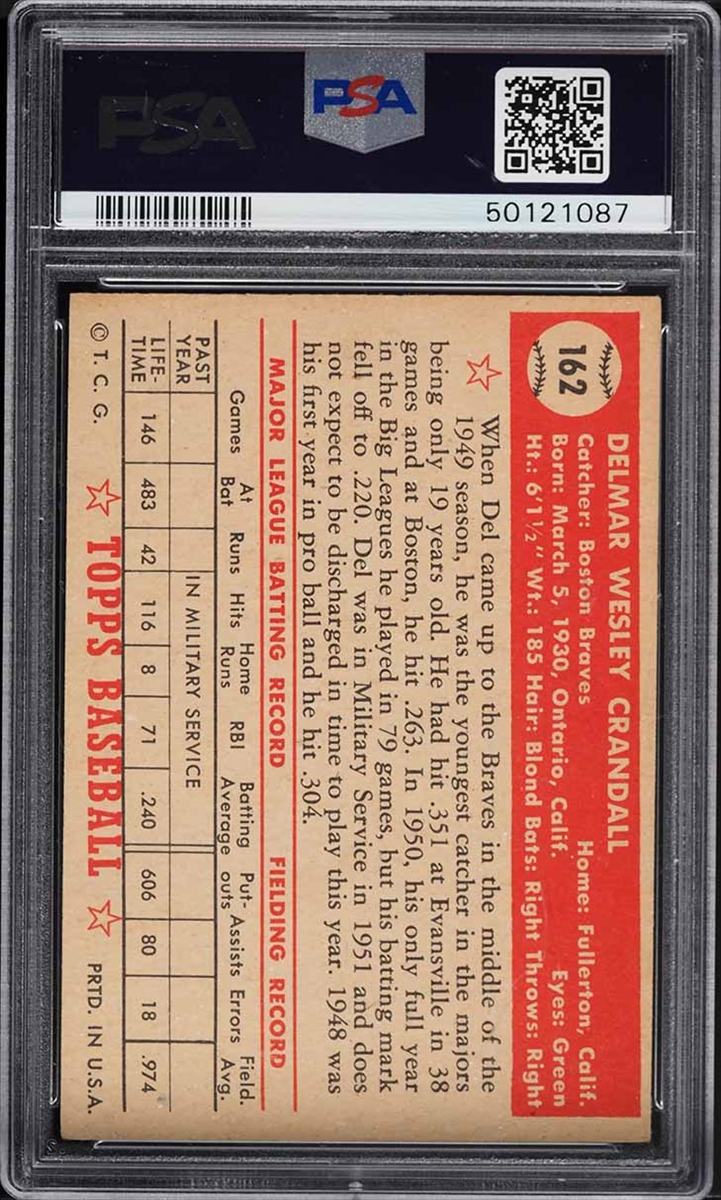 PSA
PSA
50121087
162
DELMAR WESLEY CRANDALL
Catcher: Boston Braves Home: Fullerton, Calif.
Born: March 5, 1930, Ontario, Calif. Eyes: Green
Ht.: 6'1½" Wt.: 185 Hair: Blond Bats: Right Throws: Right
When Del came up to the Braves in the middle of the
1949 season, he was the youngest catcher in the majors
being only 19 years old. He had hit .351 at Evansville in 38
games and at Boston, he hit .263. In 1950, his only full year
in the Big Leagues he played in 79 games, but his batting mark
fell off to .220. Del was in Military Service in 1951 and does
not expect to be discharged in time to play this year. 1948 was
his first year in pro ball and he hit .304.
MAJOR LEAGUE BATTING RECORD FIELDING RECORD
Games At Bat Runs Hits Home Runs RBI Batting Average Put-outs Assists Errors Field. Avg.
PAST YEAR IN MILITARY SERVICE
LIFE-TIME 146 483 42 116 8 71 .240 606 80 18 .974
© T. C. G. TOPPS BASEBALL PRTD. IN U.S.A.